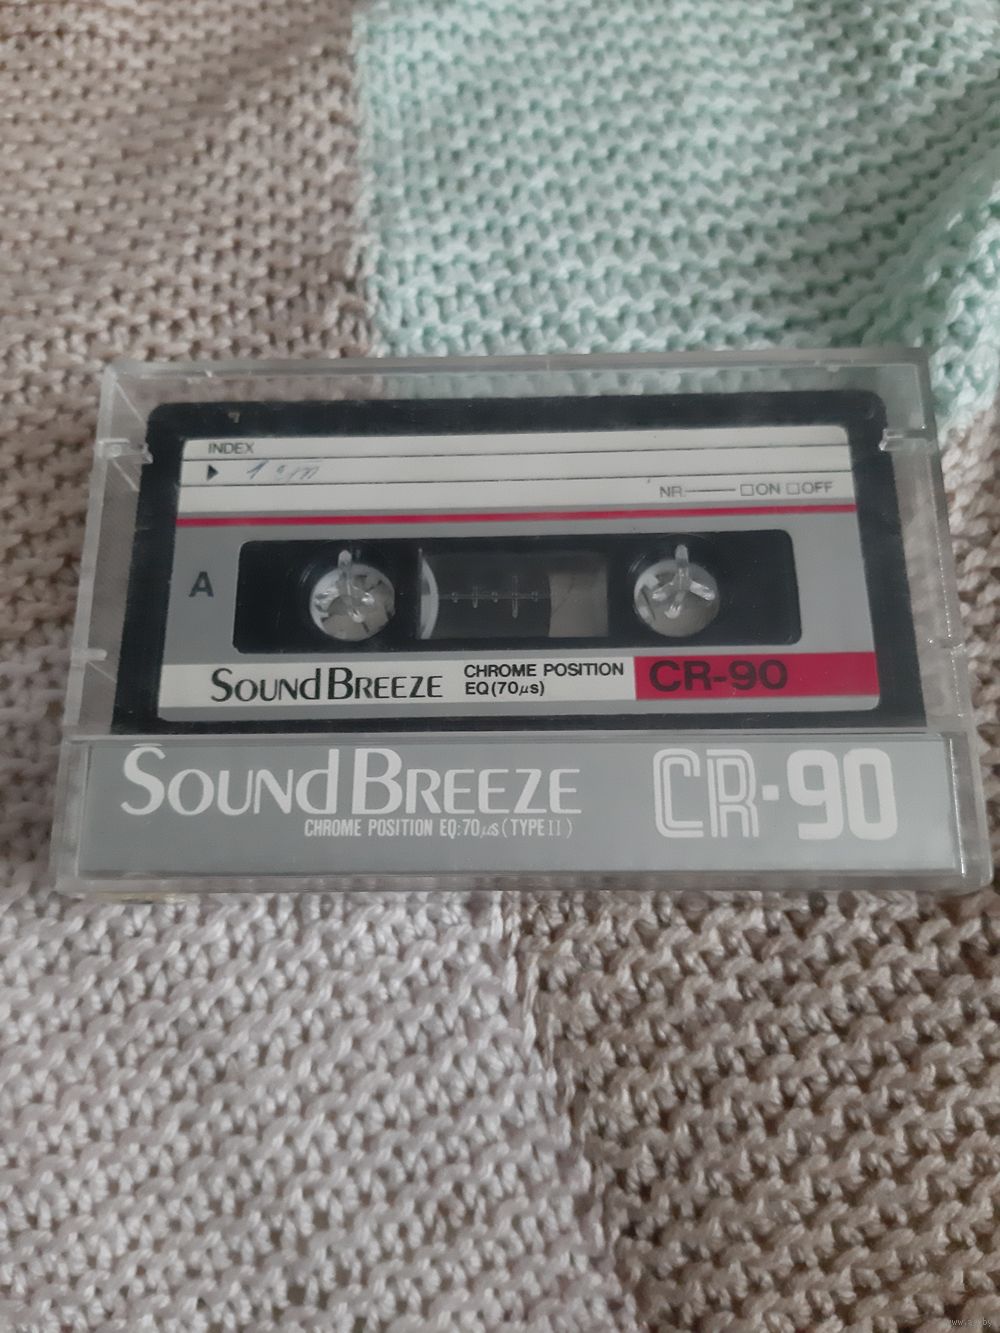 INDEX
NR. □ON □OFF
A
SOUND BREEZE
CHROME POSITION
EQ(70μs)
CR-90
SOUND BREEZE
CHROME POSITION EQ:70μs(TYPE II)
CR-90